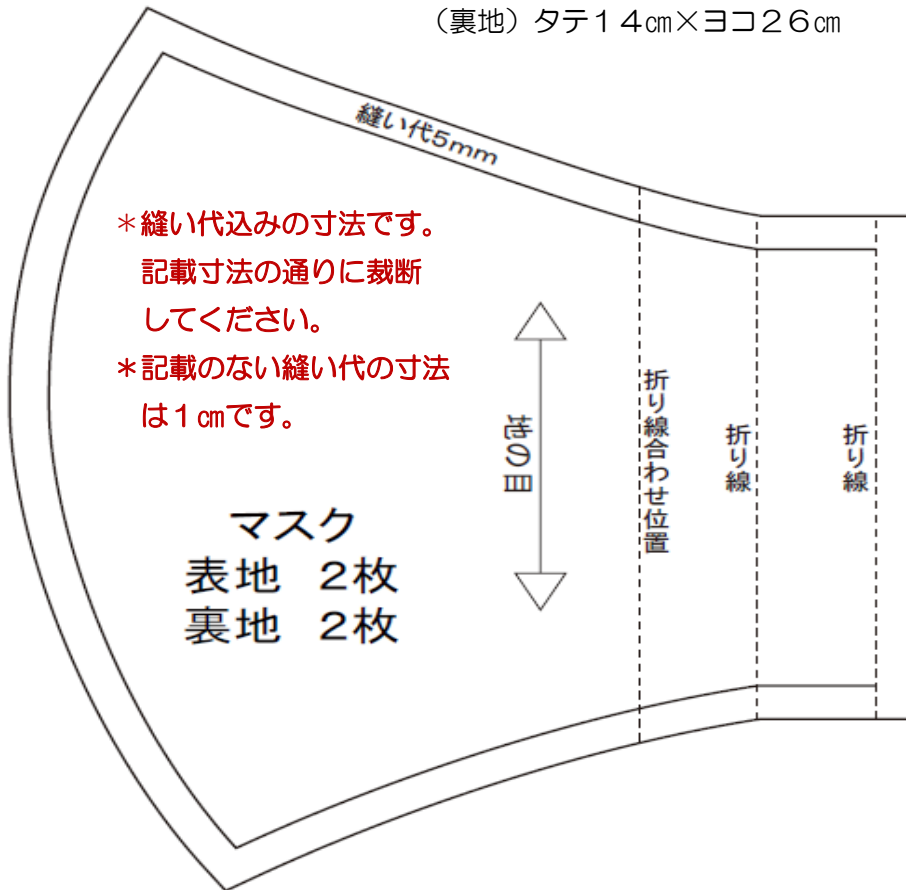 （裏地）タテ１４㎝×ヨコ２６㎝
縫い代5mm
＊縫い代込みの寸法です。
記載寸法の通りに裁断
してください。
＊記載のない縫い代の寸法
は１㎝です。
地の目
折り線合わせ位置
折り線
折り線
マスク
表地　2枚
裏地　2枚